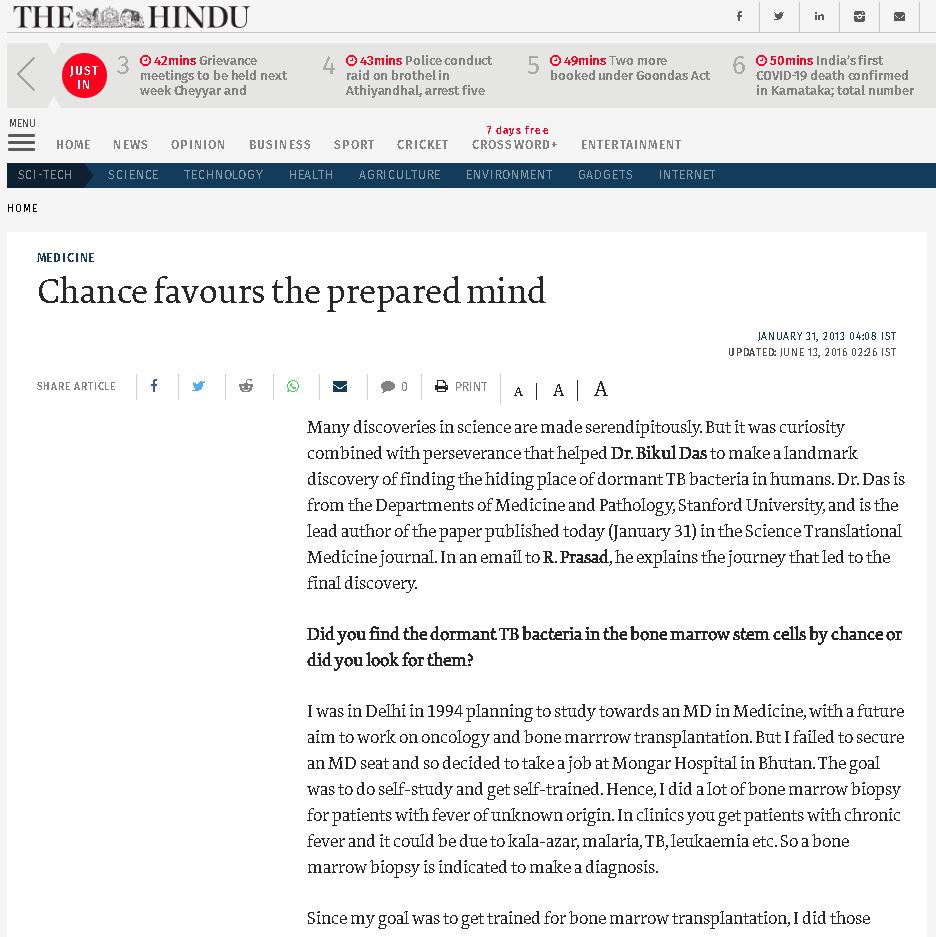 THE HINDU
JUST
IN
3
42mins Grievance
meetings to be held next
week Cheyyar and
4
43mins Police conduct
raid on brothel in
Athiyandhal, arrest five
5
49mins Two more
booked under Goondas Act
6
50mins India's first
COVID-19 death confirmed
in Karnataka; total number
MENU
HOME NEWS OPINION BUSINESS SPORT CRICKET
7 days free
CROSSWORD+ ENTERTAINMENT
SCI-TECH SCIENCE TECHNOLOGY HEALTH AGRICULTURE ENVIRONMENT GADGETS INTERNET
HOME
MEDICINE
Chance favours the prepared mind
JANUARY 31, 2013 04:08 IST
UPDATED: JUNE 13, 2016 02:26 IST
SHARE ARTICLE 0 PRINT A A A
Many discoveries in science are made serendipitously. But it was curiosity
combined with perseverance that helped Dr. Bikul Das to make a landmark
discovery of finding the hiding place of dormant TB bacteria in humans. Dr. Das is
from the Departments of Medicine and Pathology, Stanford University, and is the
lead author of the paper published today (January 31) in the Science Translational
Medicine journal. In an email to R. Prasad, he explains the journey that led to the
final discovery.
Did you find the dormant TB bacteria in the bone marrow stem cells by chance or
did you look for them?
I was in Delhi in 1994 planning to study towards an MD in Medicine, with a future
aim to work on oncology and bone marrrow transplantation. But I failed to secure
an MD seat and so decided to take a job at Mongar Hospital in Bhutan. The goal
was to do self-study and get self-trained. Hence, I did a lot of bone marrow biopsy
for patients with fever of unknown origin. In clinics you get patients with chronic
fever and it could be due to kala-azar, malaria, TB, leukaemia etc. So a bone
marrow biopsy is indicated to make a diagnosis.
Since my goal was to get trained for bone marrow transplantation, I did those